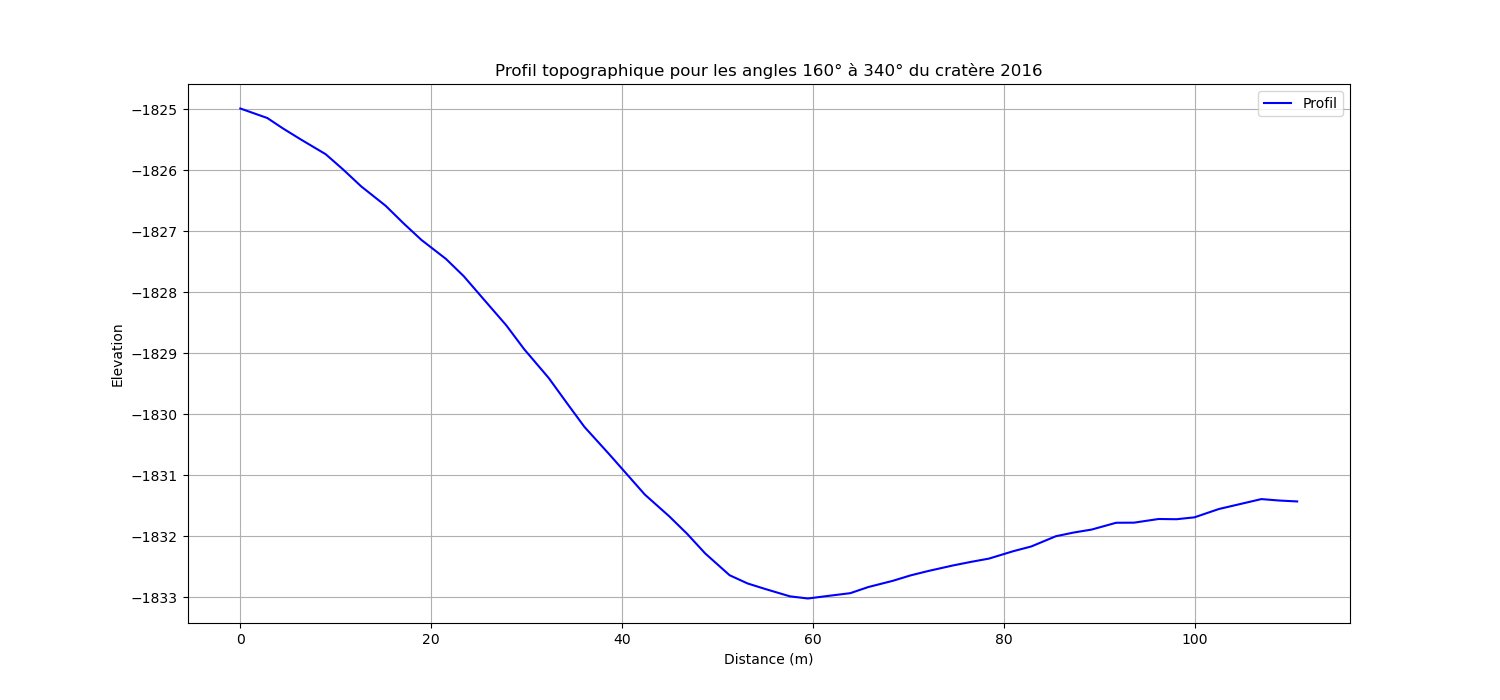 Profil topographique pour les angles 160° à 340° du cratère 2016
Profil
−1825
−1826
−1827
−1828
−1829
−1830
−1831
−1832
−1833
Elevation
0 20 40 60 80 100
Distance (m)